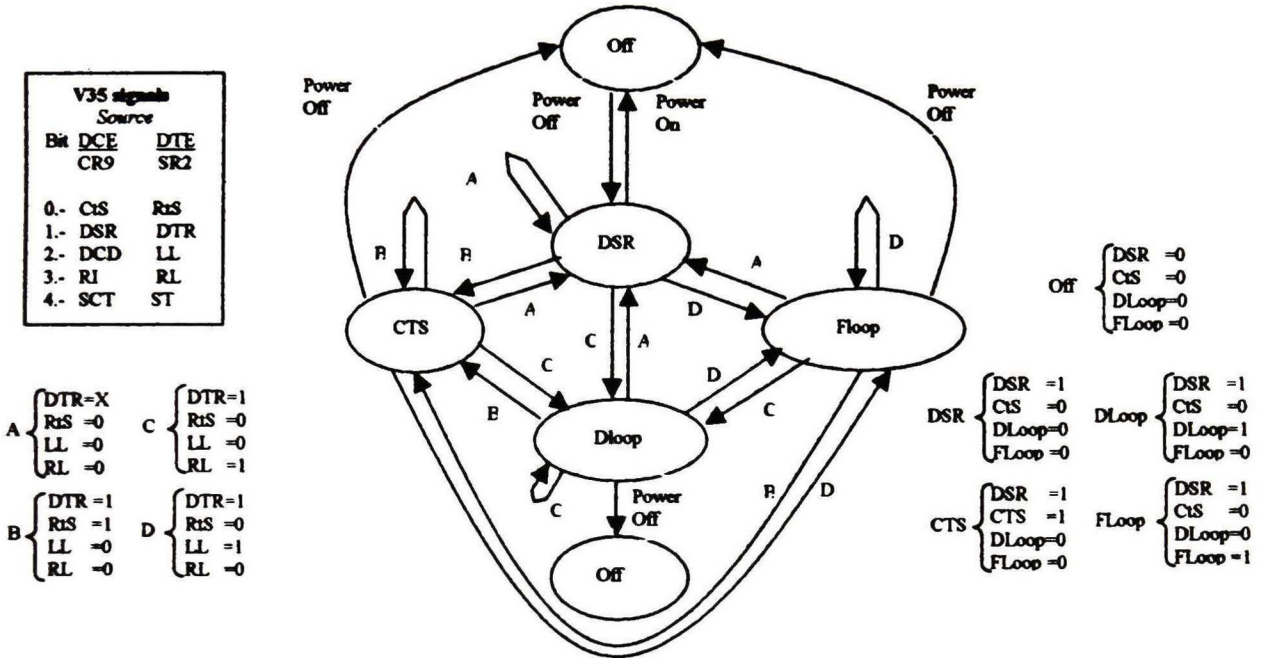 V35 signals
Source
Bit DCE DTE
CR9 SR2
0.- CtS RtS
1.- DSR DTR
2.- DCD LL
3.- RI RL
4.- SCT ST
Off
Power
Off
Power
Off
Power
On
Power
Off
A
DSR
B
B
A
D
A
D
CTS
C
A
Floop
C
B
D
C
Dloop
C
Power
Off
B
D
Off
A
DTR=X
RtS =0
LL =0
RL =0
C
DTR=1
RtS =0
LL =0
RL =1
B
DTR =1
RtS =1
LL =0
RL =0
D
DTR=1
RtS =0
LL =1
RL =0
Off
DSR =0
CtS =0
DLoop=0
FLoop =0
DSR
DSR =1
CtS =0
DLoop=0
FLoop =0
DLoop
DSR =1
CtS =0
DLoop=1
FLoop =0
CTS
DSR =1
CTS =1
DLoop=0
FLoop =0
FLoop
DSR =1
CtS =0
DLoop=0
FLoop =1